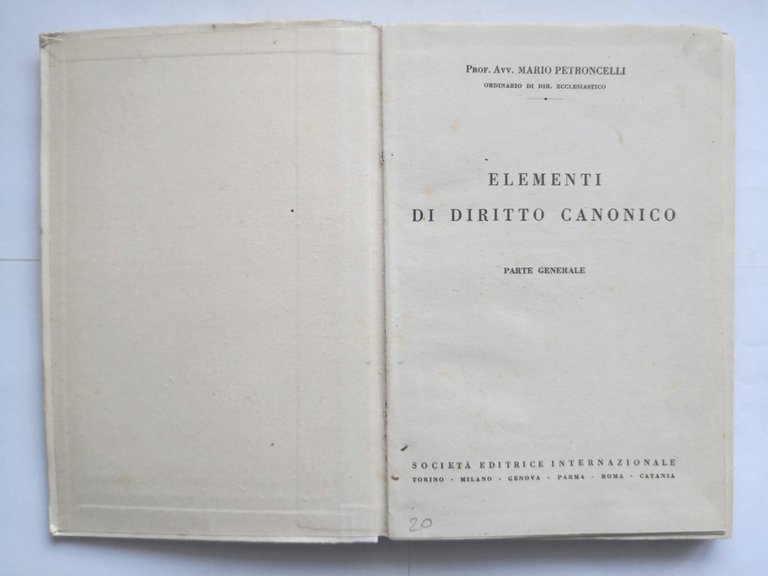 Prof. Avv. MARIO PETRONCELLI
ORDINARIO DI DIR. ECCLESIASTICO
ELEMENTI
DI DIRITTO CANONICO
PARTE GENERALE
SOCIETÀ EDITRICE INTERNAZIONALE
TORINO - MILANO - GENOVA - PARMA - ROMA - CATANIA
20